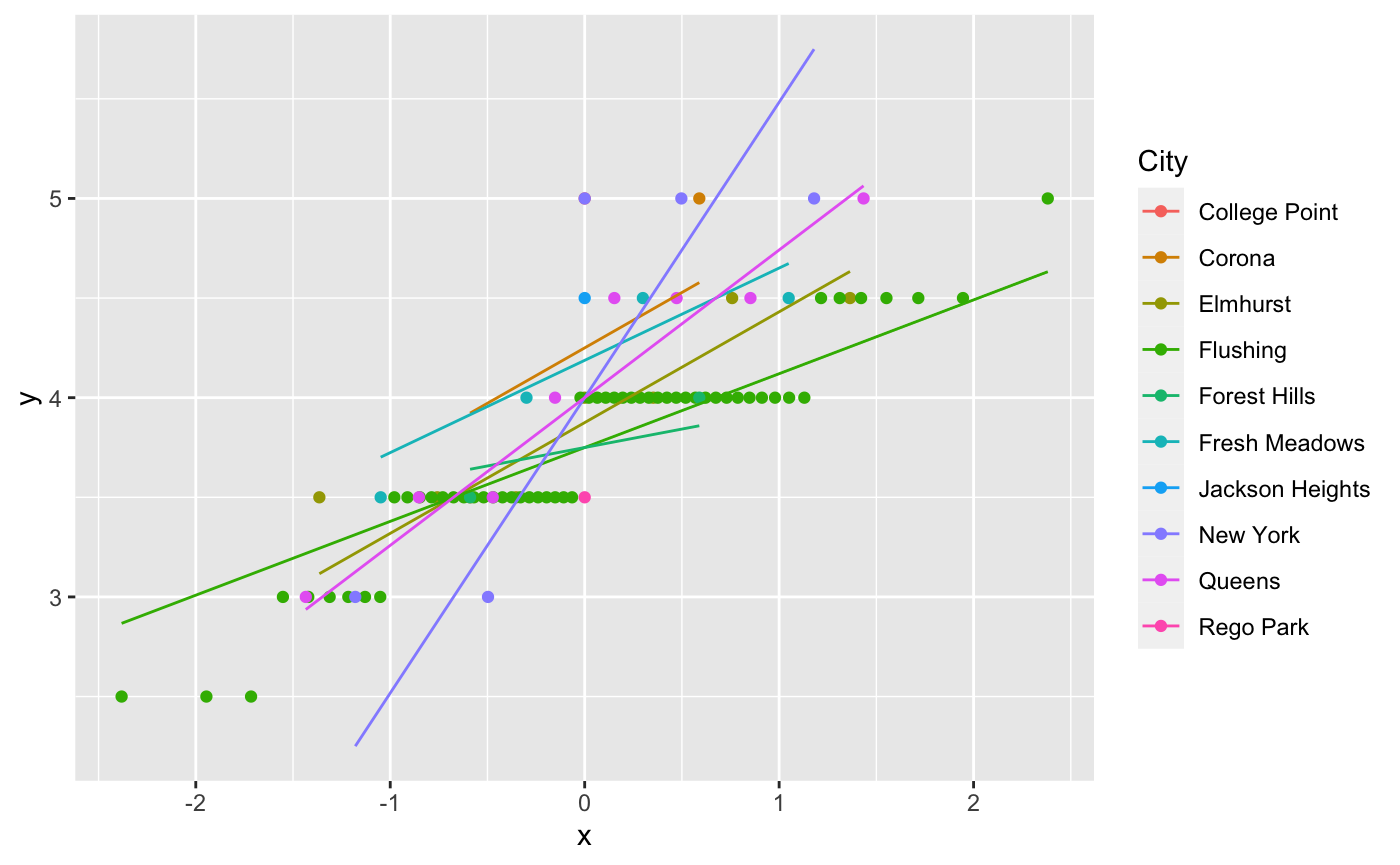 5
4
3
y
-2
-1
0
1
2
x
City
College Point
Corona
Elmhurst
Flushing
Forest Hills
Fresh Meadows
Jackson Heights
New York
Queens
Rego Park